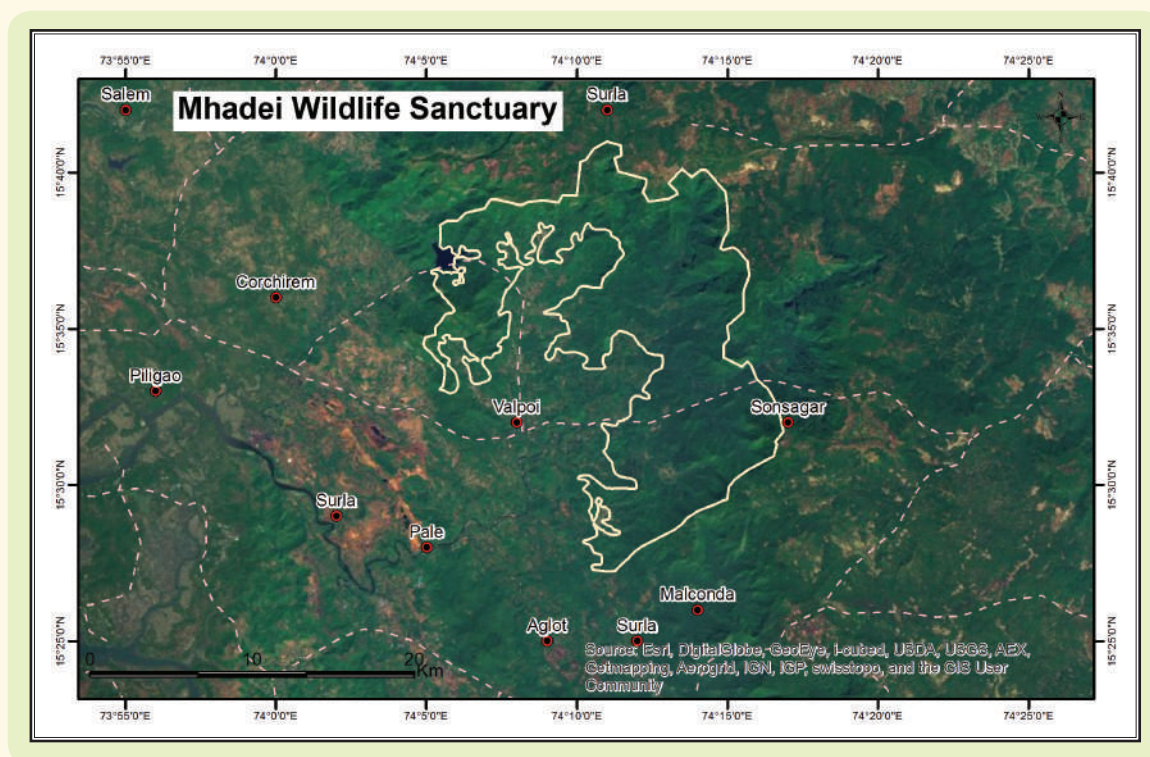 73°55'0"E 74°0'0"E 74°5'0"E 74°10'0"E 74°15'0"E 74°20'0"E 74°25'0"E
Salem
Mhadei Wildlife Sanctuary
Surla
15°40'0"N 15°40'0"N
Corchirem
15°35'0"N 15°35'0"N
Piligao
Valpoi
Sonsagar
15°30'0"N 15°30'0"N
Surla
Pale
Malconda
Aglot
Surla
15°25'0"N 15°25'0"N
0 10 20
Km
Source: Esri, DigitalGlobe, GeoEye, i-cubed, USDA, USGS, AEX,
Getmapping, Aerogrid, IGN, IGP, swisstopo, and the GIS User
Community
73°55'0"E 74°0'0"E 74°5'0"E 74°10'0"E 74°15'0"E 74°20'0"E 74°25'0"E